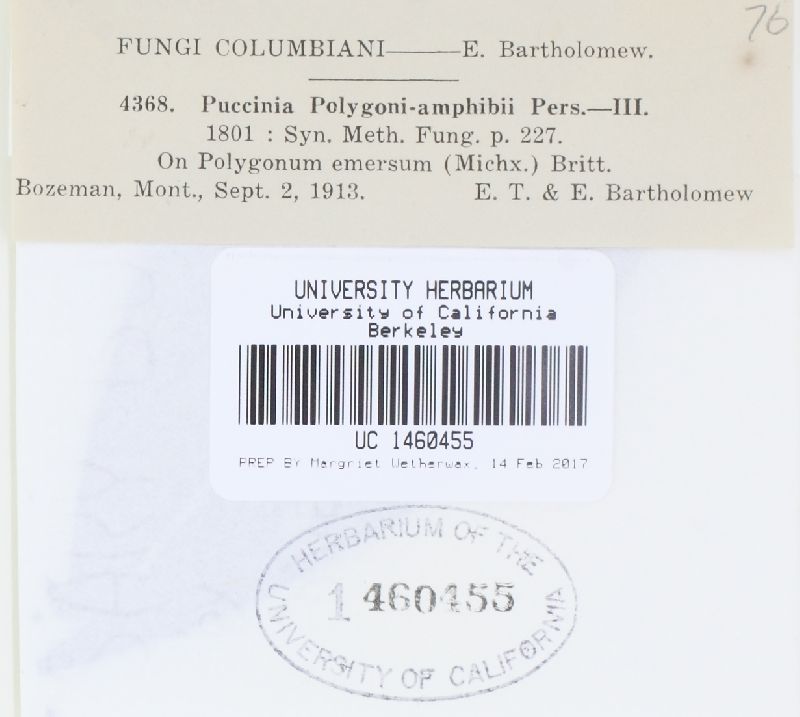 76
FUNGI COLUMBIANI——E. Bartholomew.
4368. Puccinia Polygoni-amphibii Pers.—III.
1801 : Syn. Meth. Fung. p. 227.
On Polygonum emersum (Michx.) Britt.
Bozeman, Mont., Sept. 2, 1913. E. T. & E. Bartholomew
UNIVERSITY HERBARIUM
University of California
Berkeley
UC 1460455
PREP BY Margriet Wetherwax, 14 Feb 2017
HERBARIUM OF THE
1460455
UNIVERSITY OF CALIFORNIA